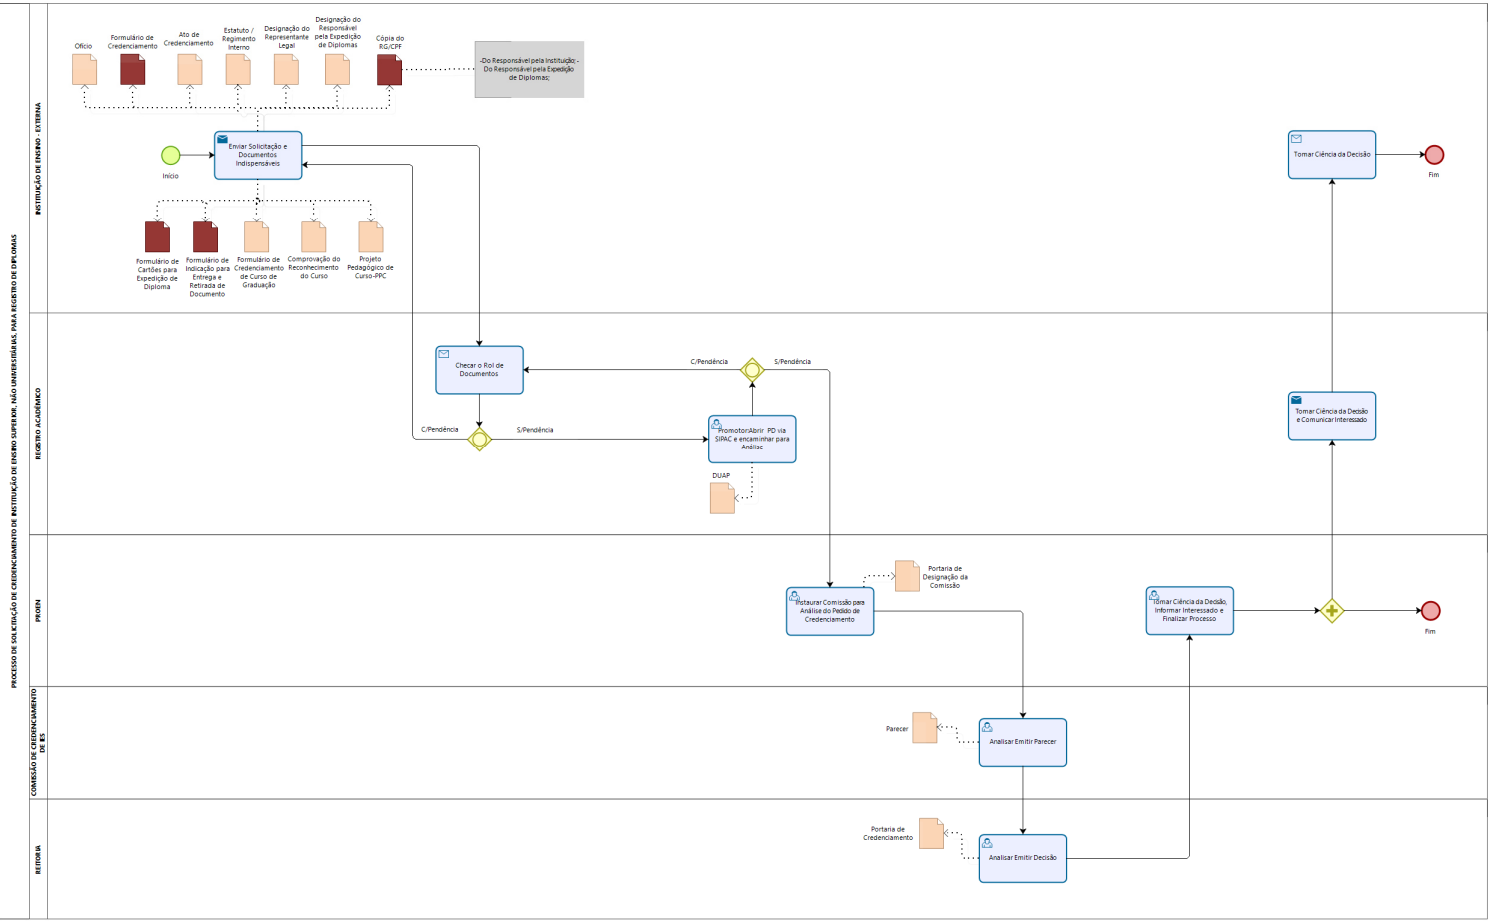 PROCESSO DE SOLICITAÇÃO DE CREDENCIAMENTO DE INSTITUIÇÃO DE ENSINO SUPERIOR, NÃO UNIVERSITÁRIAS, PARA REGISTRO DE DIPLOMAS
INSTITUIÇÃO DE ENSINO - EXTERNA
Ofício
Formulário de
Credenciamento
Ato de
Credenciamento
Estatuto /
Regimento
Interno
Designação do
Representante
Legal
Designação do
Responsável
pela Expedição
de Diplomas
Cópia do
RG/CPF
-Do Responsável pela Instituição; -
Do Responsável pela Expedição
de Diplomas;
Início
Enviar Solicitação e
Documentos
Indispensáveis
Formulário de
Cartões para
Expedição de
Diploma
Formulário de
Indicação para
Entrega e
Retirada de
Documento
Formulário de
Credenciamento
de Curso de
Graduação
Comprovação do
Reconhecimento
do Curso
Projeto
Pedagógico de
Curso-PPC
Tomar Ciência da Decisão
Fim
REGISTRO ACADÊMICO
Checar o Rol de
Documentos
C/Pendência
S/Pendência
C/Pendência
S/Pendência
Promotor:Abrir PD via
SIPAC e encaminhar para
Análise
DUAP
Tomar Ciência da Decisão
e Comunicar Interessado
PROEN
Instaurar Comissão para
Análise do Pedido de
Credenciamento
Portaria de
Designação da
Comissão
Tomar Ciência da Decisão,
Informar Interessado e
Finalizar Processo
Fim
COMISSÃO DE CREDENCIAMENTO
DE IES
Parecer
Analisar Emitir Parecer
REITORIA
Portaria de
Credenciamento
Analisar Emitir Decisão